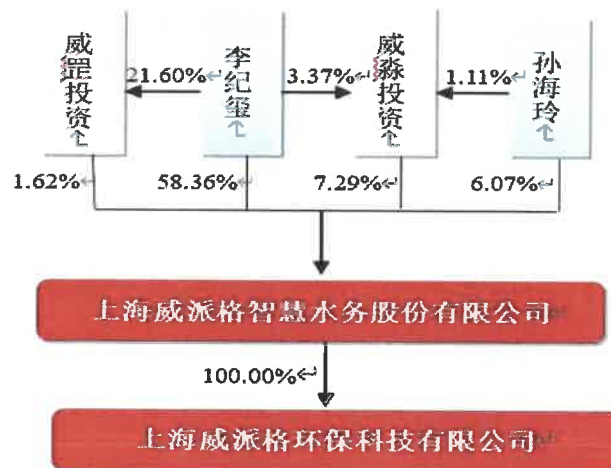 威罡投资
21.60%
李纪玺
3.37%
威淼投资
1.11%
孙海玲
1.62%
58.36%
7.29%
6.07%
上海威派格智慧水务股份有限公司
100.00%
上海威派格环保科技有限公司